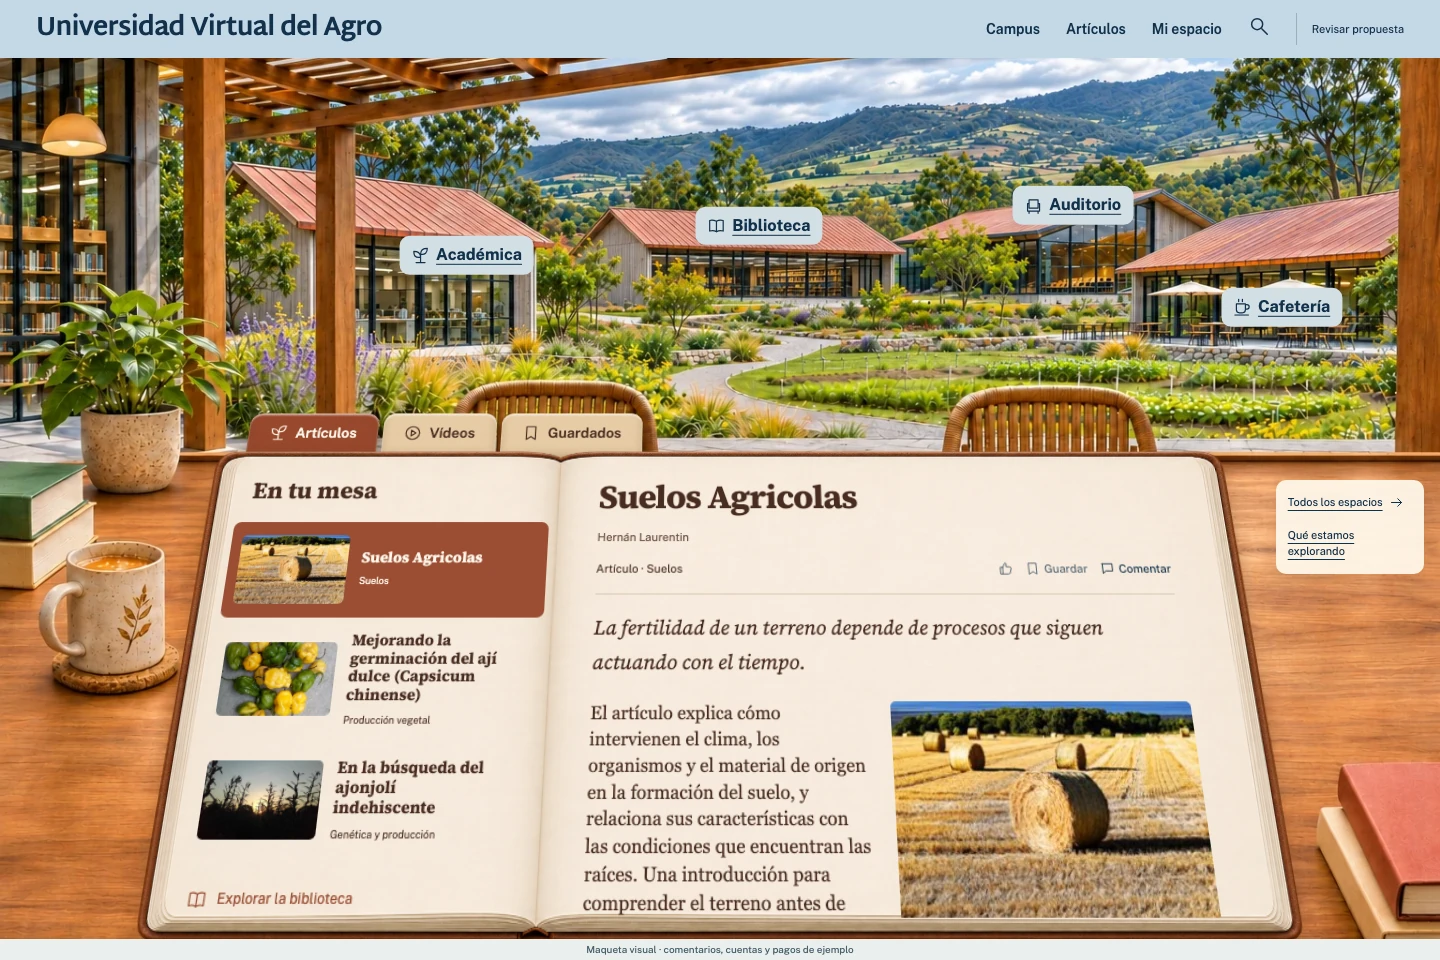 Universidad Virtual del Agro
Campus
Artículos
Mi espacio
Revisar propuesta
Académica
Biblioteca
Auditorio
Cafetería
Artículos
Vídeos
Guardados
En tu mesa
Suelos Agricolas
Suelos
Mejorando la
germinación del ají
dulce (Capsicum
chinense)
Producción vegetal
En la búsqueda del
ajonjolí
indehiscente
Genética y producción
Explorar la biblioteca
Suelos Agricolas
Hernán Laurentin
Artículo · Suelos
Guardar
Comentar
La fertilidad de un terreno depende de procesos que siguen
actuando con el tiempo.
El artículo explica cómo
intervienen el clima, los
organismos y el material de origen
en la formación del suelo, y
relaciona sus características con
las condiciones que encuentran las
raíces. Una introducción para
comprender el terreno antes de
Todos los espacios
Qué estamos
explorando
Maqueta visual · comentarios, cuentas y pagos de ejemplo